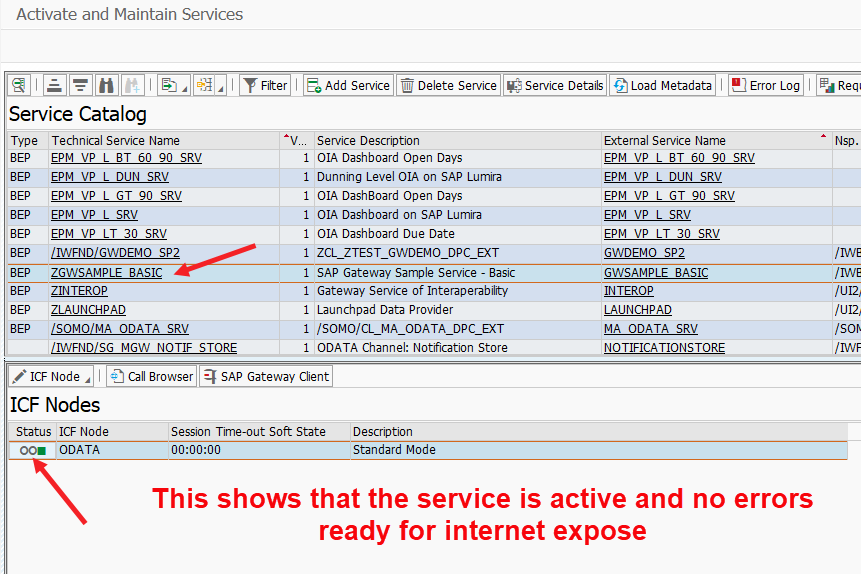 Activate and Maintain Services
Filter Add Service Delete Service Service Details Load Metadata Error Log Requ
Service Catalog
Type Technical Service Name V... Service Description External Service Name Nsp.
BEP EPM_VP_L_BT_60_90_SRV 1 OIA Dashboard Open Days EPM_VP_L_BT_60_90_SRV
BEP EPM_VP_L_DUN_SRV 1 Dunning Level OIA on SAP Lumira EPM_VP_L_DUN_SRV
BEP EPM_VP_L_GT_90_SRV 1 OIA DashBoard Open Days EPM_VP_L_GT_90_SRV
BEP EPM_VP_L_SRV 1 OIA Dashboard on SAP Lumira EPM_VP_L_SRV
BEP EPM_VP_LT_30_SRV 1 OIA Dashboard Due Date EPM_VP_LT_30_SRV
BEP /IWFND/GWDEMO_SP2 1 ZCL_ZTEST_GWDEMO_DPC_EXT GWDEMO_SP2 /IWB
BEP ZGWSAMPLE_BASIC 1 SAP Gateway Sample Service - Basic GWSAMPLE_BASIC /IWB
BEP ZINTEROP 1 Gateway Service of Interaperability INTEROP /UI2/
BEP ZLAUNCHPAD 1 Launchpad Data Provider LAUNCHPAD /UI2/
BEP /SOMO/MA_ODATA_SRV 1 /SOMO/CL_MA_ODATA_DPC_EXT MA_ODATA_SRV /SOM
/IWFND/SG_MGW_NOTIF_STORE 1 ODATA Channel: Notification Store NOTIFICATIONSTORE /IWF
ICF Node Call Browser SAP Gateway Client
ICF Nodes
Status ICF Node Session Time-out Soft State Description
ODATA 00:00:00 Standard Mode
This shows that the service is active and no errors
ready for internet expose